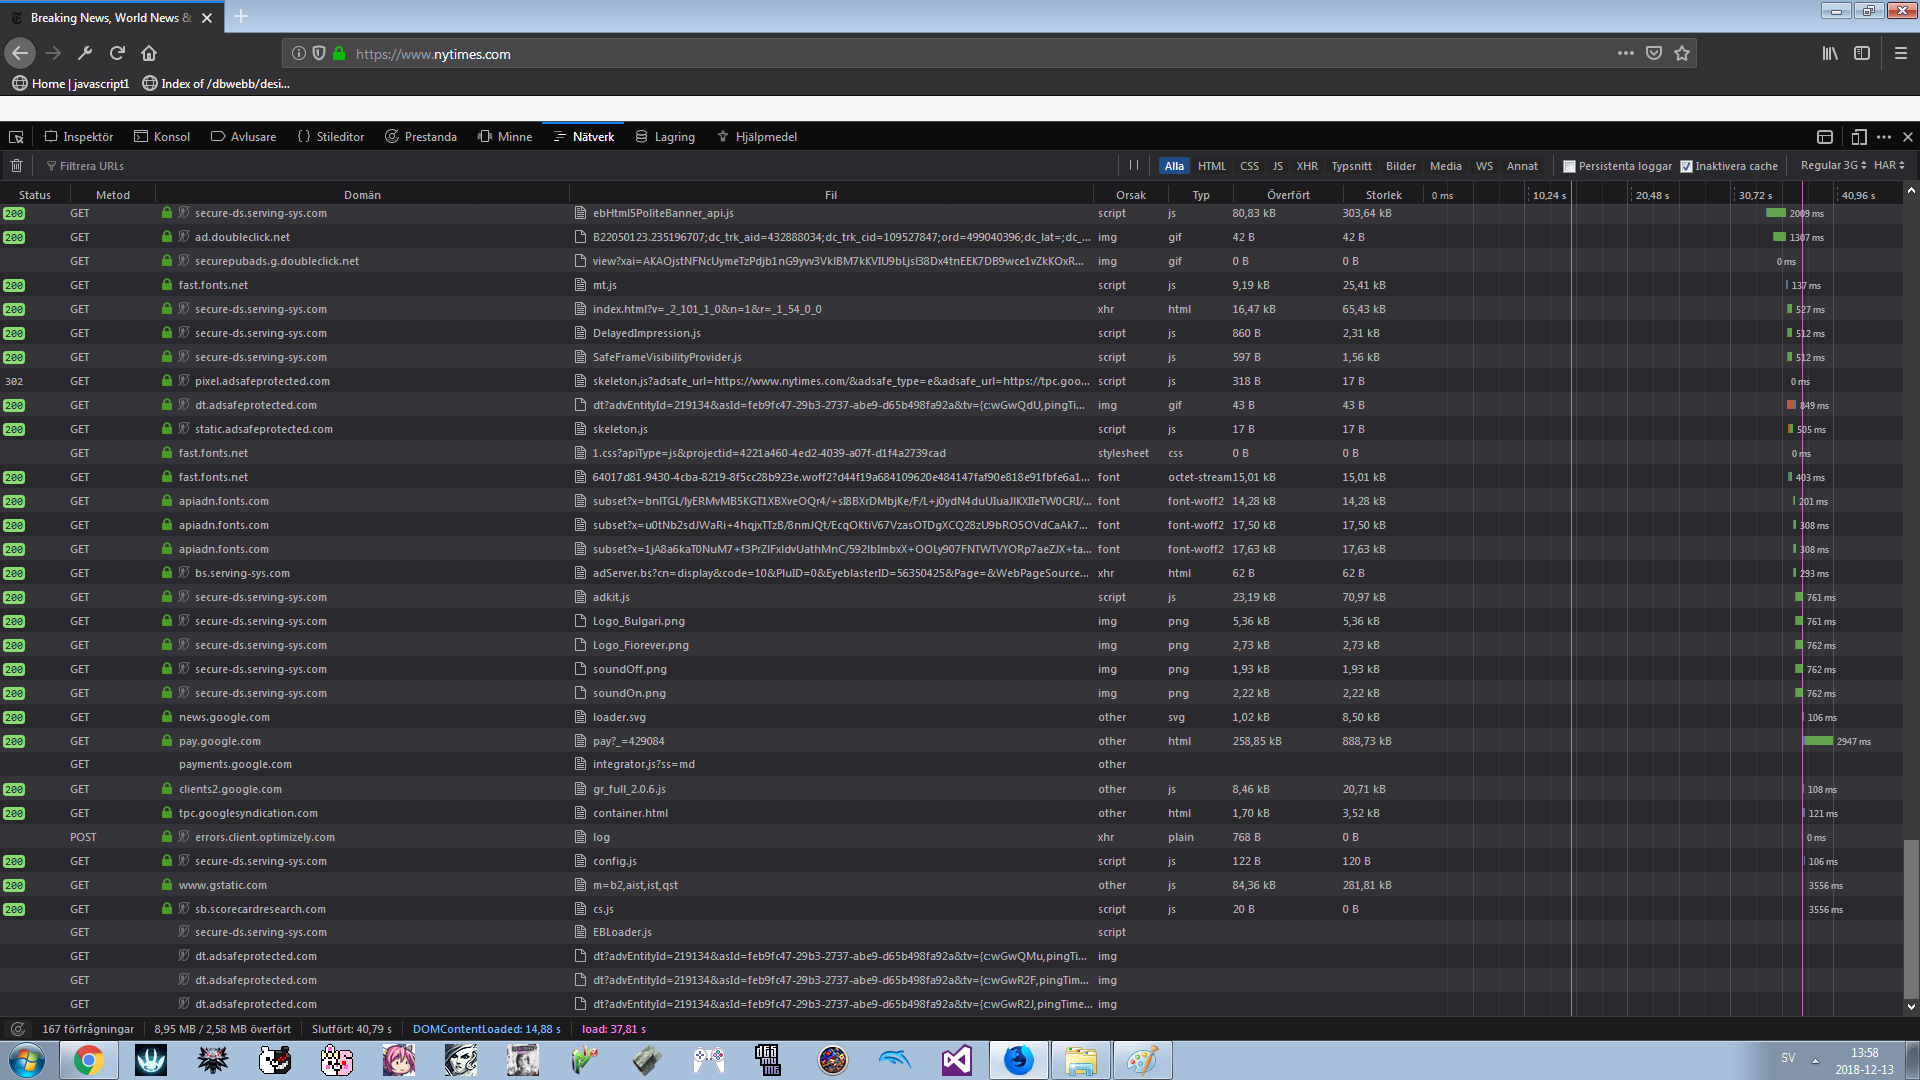 Breaking News, World News &
https://www.nytimes.com
Home | javascript1 Index of /dbwebb/desi...
Inspektör Konsol Avlusare Stileditor Prestanda Minne Nätverk Lagring Hjälpmedel
Filtrera URLs Alla HTML CSS JS XHR Typsnitt Bilder Media WS Annat Persistenta loggar Inaktivera cache Regular 3G HAR
Status Metod Domän Fil Orsak Typ Överfört Storlek 0 ms 10,24 s 20,48 s 30,72 s 40,96 s
200 GET secure-ds.serving-sys.com ebHtml5PoliteBanner_api.js script js 80,83 kB 303,64 kB 2009 ms
200 GET ad.doubleclick.net B22050123.235196707;dc_trk_aid=432888034;dc_trk_cid=109527847;ord=499040396;dc_lat=;dc_... img gif 42 B 42 B 1307 ms
GET securepubads.g.doubleclick.net img gif 0 B 0 B 0 ms
200 GET fast.fonts.net mt.js script js 9,19 kB 25,41 kB 137 ms
200 GET secure-ds.serving-sys.com index.html?v=_2_101_1_0&n=1&r=_1_54_0_0 xhr html 16,47 kB 65,43 kB 527 ms
200 GET secure-ds.serving-sys.com DelayedImpression.js script js 860 B 2,31 kB 512 ms
200 GET secure-ds.serving-sys.com SafeFrameVisibilityProvider.js script js 597 B 1,56 kB 512 ms
302 GET pixel.adsafeprotected.com skeleton.js?adsafe_url=https://www.nytimes.com/&adsafe_type=e&adsafe_url=https://tpc.goo... script js 318 B 17 B 0 ms
200 GET dt.adsafeprotected.com dt?advEntityId=219134&asId=feb9fc47-29b3-2737-abe9-d65b498fa92a&tv={c:wGwQdU,pingTi... img gif 43 B 43 B 849 ms
200 GET static.adsafeprotected.com skeleton.js script js 17 B 17 B 505 ms
GET fast.fonts.net 1.css?apiType=js&projectid=4221a460-4ed2-4039-a07f-d1f4a2739cad stylesheet css 0 B 0 B 0 ms
200 GET fast.fonts.net 64017d81-9430-4cba-8219-8f5cc28b923e.woff2?d44f19a684109620e484147faf90e818e91fbfe6a1... font octet-stream 15,01 kB 15,01 kB 403 ms
200 GET apiadn.fonts.com font font-woff2 14,28 kB 14,28 kB 201 ms
200 GET apiadn.fonts.com font font-woff2 17,50 kB 17,50 kB 308 ms
200 GET apiadn.fonts.com font font-woff2 17,63 kB 17,63 kB 308 ms
200 GET bs.serving-sys.com adServer.bs?cn=display&code=10&PluID=0&EyeblasterID=56350425&Page=&WebPageSource... xhr html 62 B 62 B 293 ms
200 GET secure-ds.serving-sys.com adkit.js script js 23,19 kB 70,97 kB 761 ms
200 GET secure-ds.serving-sys.com Logo_Bulgari.png img png 5,36 kB 5,36 kB 761 ms
200 GET secure-ds.serving-sys.com Logo_Fiorever.png img png 2,73 kB 2,73 kB 762 ms
200 GET secure-ds.serving-sys.com soundOff.png img png 1,93 kB 1,93 kB 762 ms
200 GET secure-ds.serving-sys.com soundOn.png img png 2,22 kB 2,22 kB 762 ms
200 GET news.google.com loader.svg other svg 1,02 kB 8,50 kB 106 ms
200 GET pay.google.com pay?_=429084 other html 258,85 kB 888,73 kB 2947 ms
GET payments.google.com integrator.js?ss=md other
200 GET clients2.google.com gr_full_2.0.6.js other js 8,46 kB 20,71 kB 108 ms
200 GET tpc.googlesyndication.com container.html other html 1,70 kB 3,52 kB 121 ms
POST errors.client.optimizely.com log xhr plain 768 B 0 B 0 ms
200 GET secure-ds.serving-sys.com config.js script js 122 B 120 B 106 ms
200 GET www.gstatic.com m=b2,aist,ist,qst other js 84,36 kB 281,81 kB 3556 ms
200 GET sb.scorecardresearch.com cs.js script js 20 B 0 B 3556 ms
GET secure-ds.serving-sys.com EBLoader.js script
GET dt.adsafeprotected.com dt?advEntityId=219134&asId=feb9fc47-29b3-2737-abe9-d65b498fa92a&tv={c:wGwQMu,pingTi... img
GET dt.adsafeprotected.com dt?advEntityId=219134&asId=feb9fc47-29b3-2737-abe9-d65b498fa92a&tv={c:wGwR2F,pingTim... img
GET dt.adsafeprotected.com dt?advEntityId=219134&asId=feb9fc47-29b3-2737-abe9-d65b498fa92a&tv={c:wGwR2J,pingTime... img
167 förfrågningar 8,95 MB / 2,58 MB överfört Slutfört: 40,79 s DOMContentLoaded: 14,88 s load: 37,81 s
SV 13:58
2018-12-13